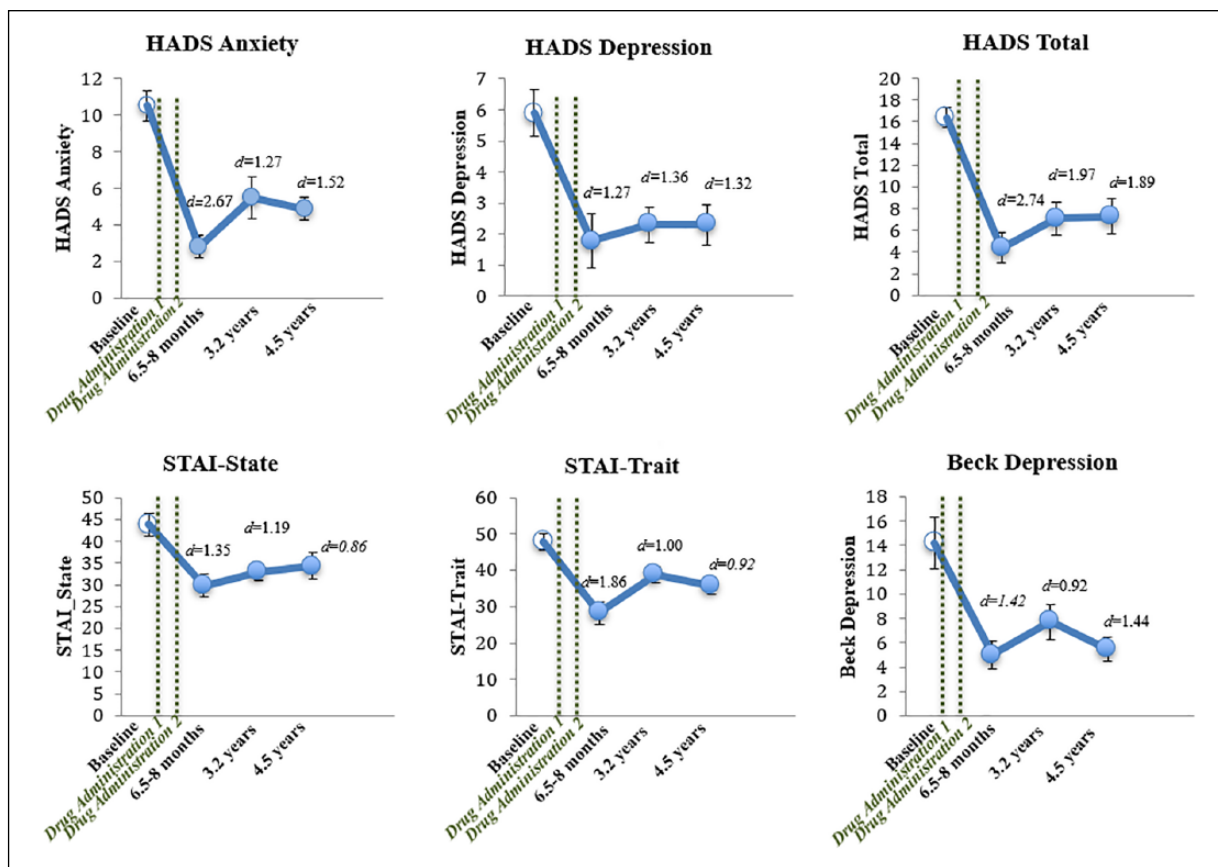 HADS Anxiety
HADS Anxiety
12
10
8
6
4
2
0
d=2.67
d=1.27
d=1.52
Baseline
Drug Administration 1
Drug Administration 2
6.5-8 months
3.2 years
4.5 years
HADS Depression
HADS Depression
7
6
5
4
3
2
1
0
d=1.27
d=1.36
d=1.32
Baseline
Drug Administration 1
Drug Administration 2
6.5-8 months
3.2 years
4.5 years
HADS Total
HADS Total
20
18
16
14
12
10
8
6
4
2
0
d=2.74
d=1.97
d=1.89
Baseline
Drug Administration 1
Drug Administration 2
6.5-8 months
3.2 years
4.5 years
STAI-State
STAI_State
50
45
40
35
30
25
20
15
10
5
0
d=1.35
d=1.19
d=0.86
Baseline
Drug Administration 1
Drug Administration 2
6.5-8 months
3.2 years
4.5 years
STAI-Trait
STAI-Trait
60
50
40
30
20
10
0
d=1.86
d=1.00
d=0.92
Baseline
Drug Administration 1
Drug Administration 2
6.5-8 months
3.2 years
4.5 years
Beck Depression
Beck Depression
18
16
14
12
10
8
6
4
2
0
d=1.42
d=0.92
d=1.44
Baseline
Drug Administration 1
Drug Administration 2
6.5-8 months
3.2 years
4.5 years